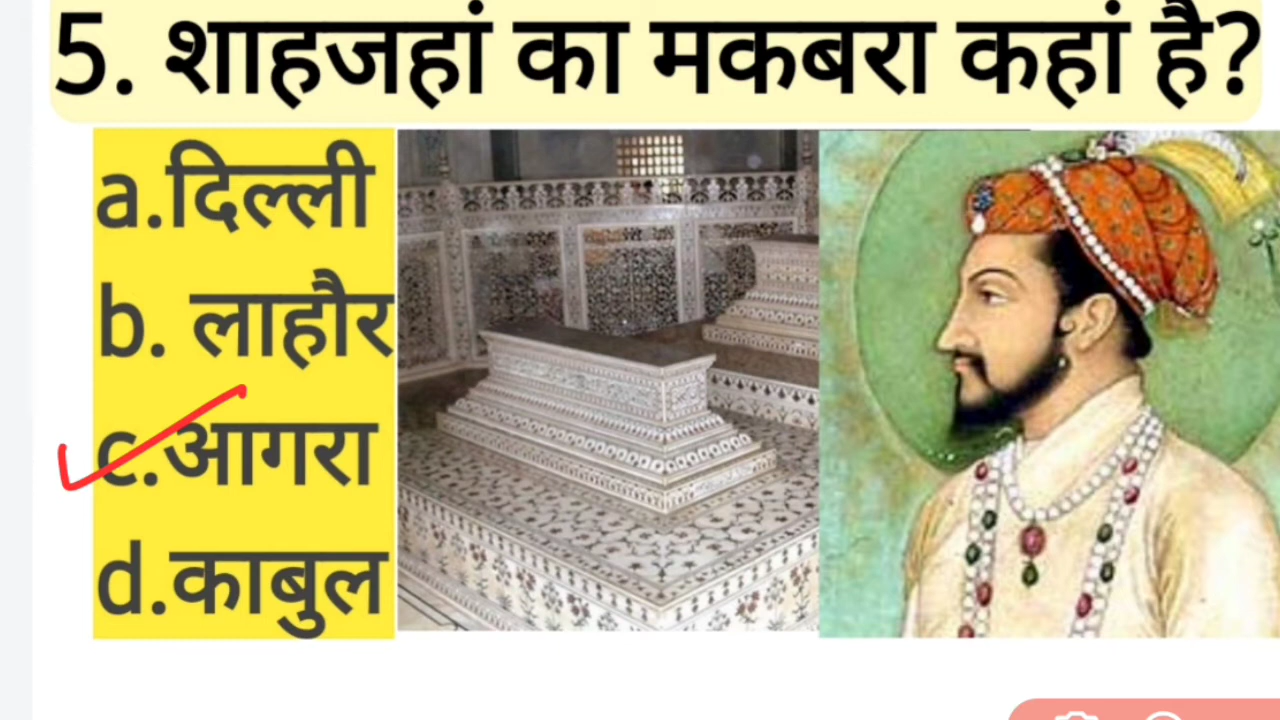 5. शाहजहां का मकबरा कहां है?
a.दिल्ली
b. लाहौर
c.आगरा
d.काबुल